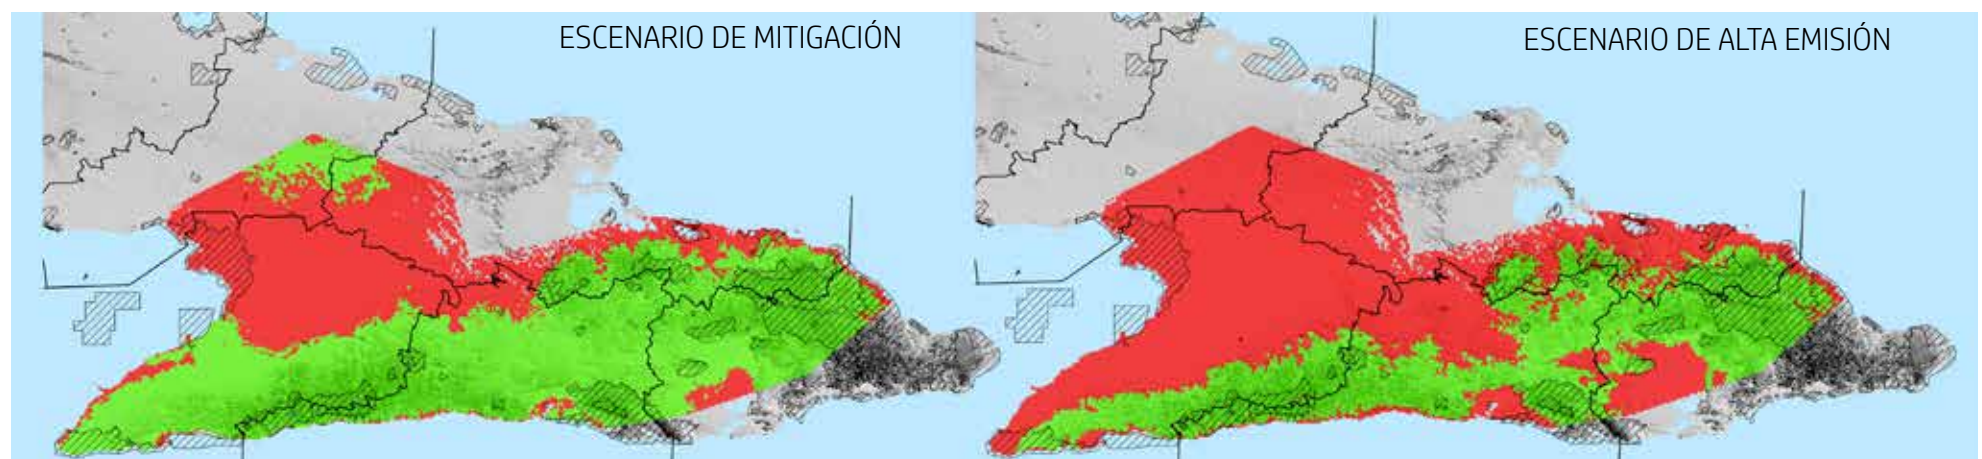 ESCENARIO DE MITIGACIÓN
ESCENARIO DE ALTA EMISIÓN